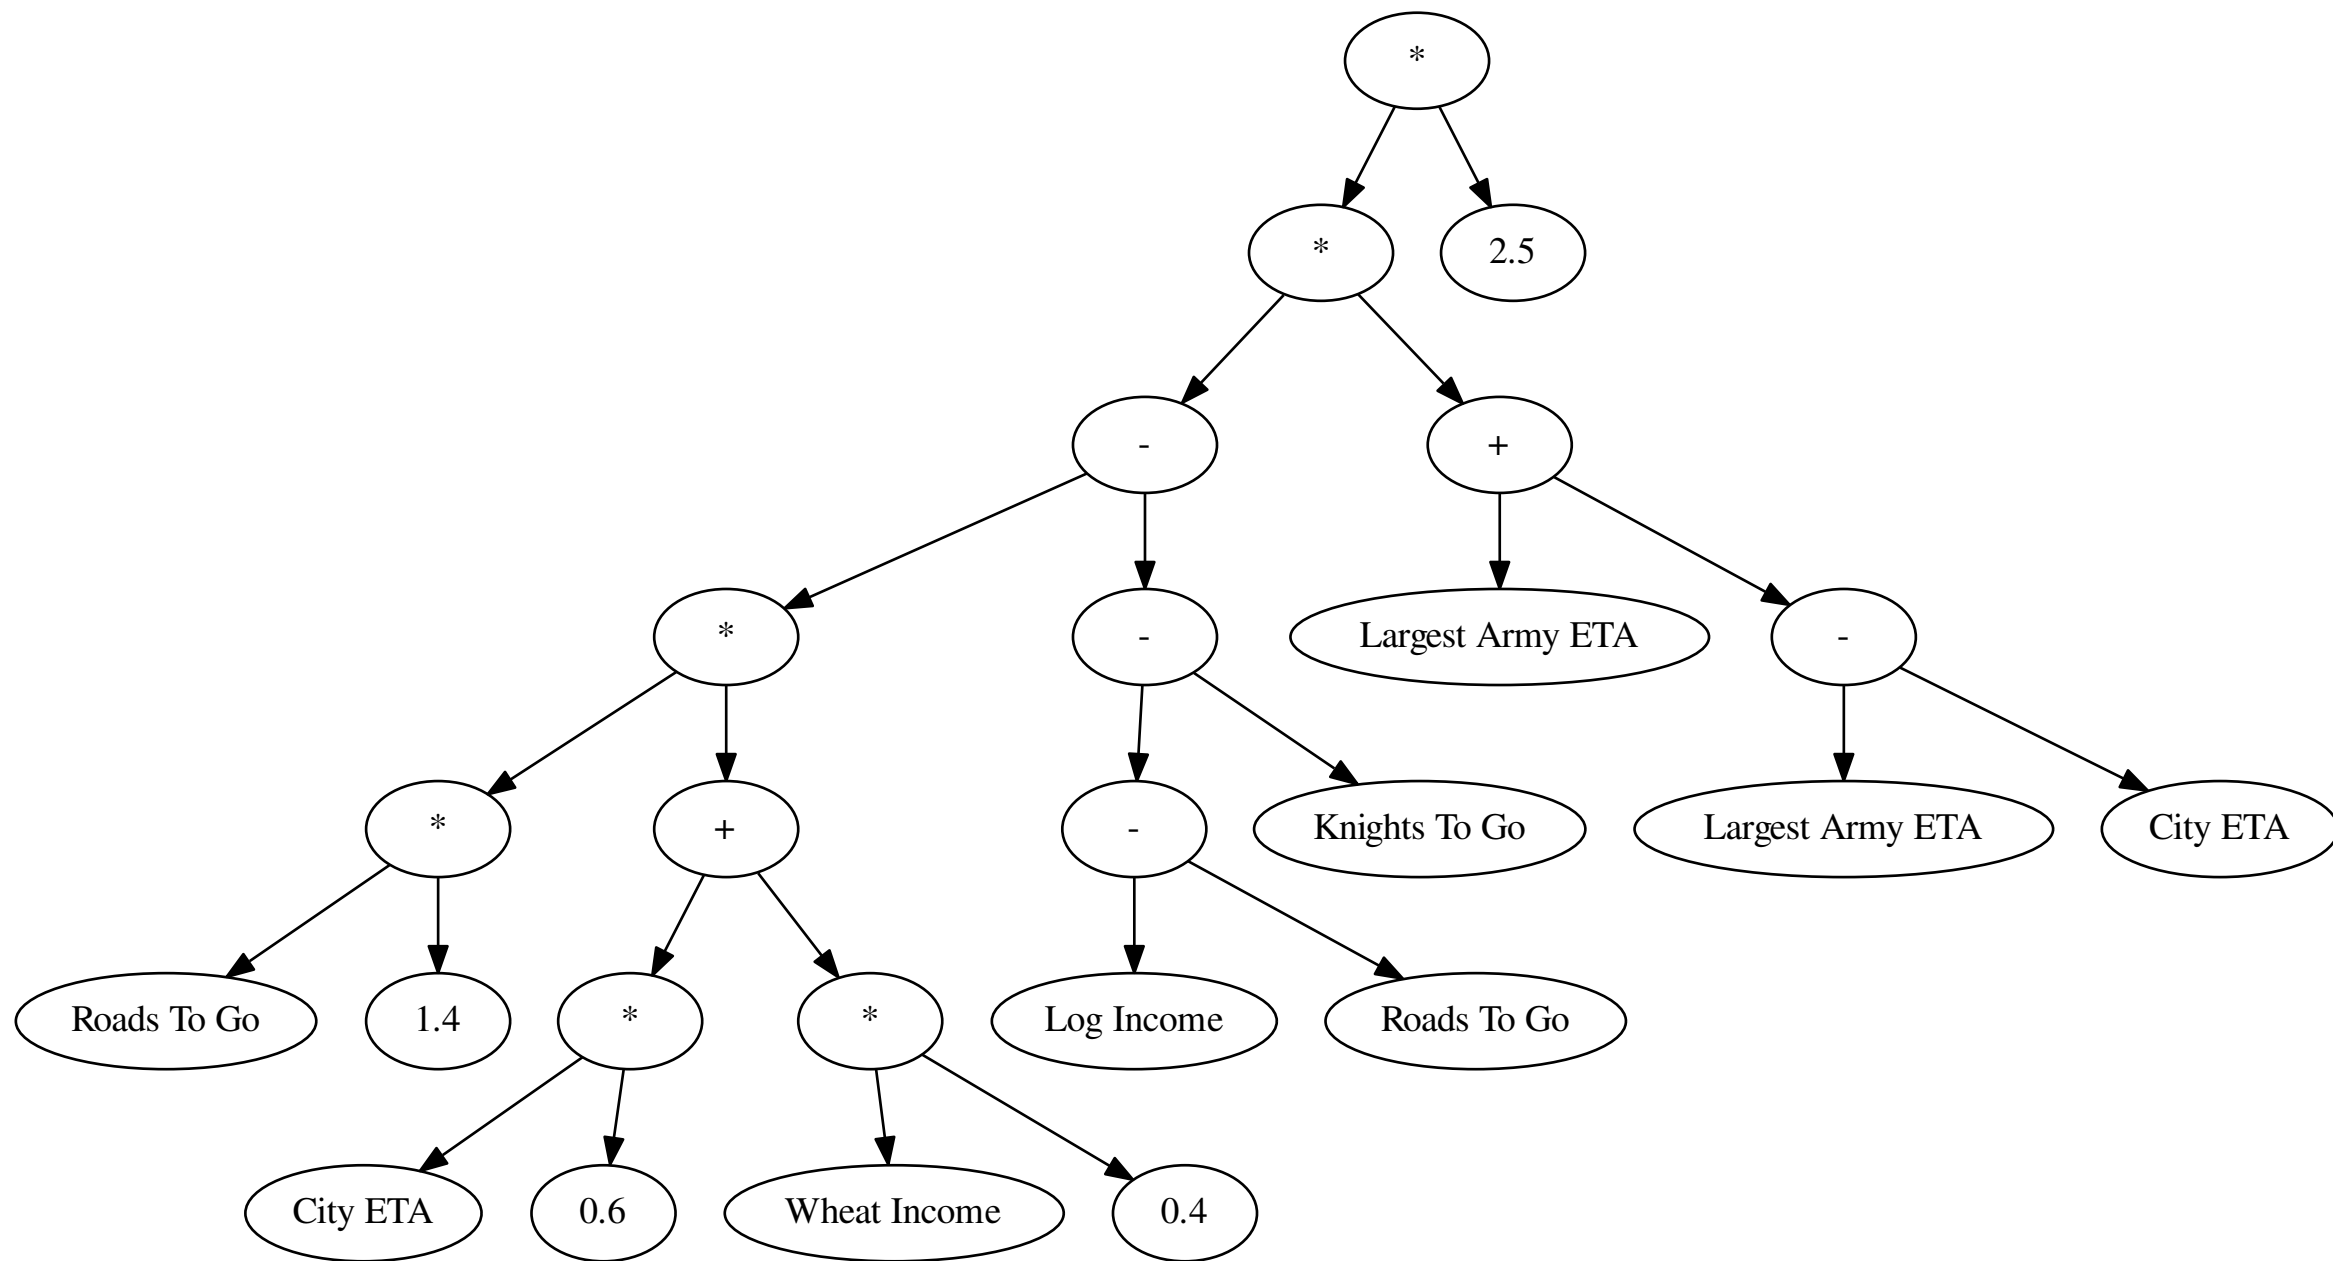 *
* 2.5
- +
* - Largest Army ETA -
* + - Knights To Go Largest Army ETA City ETA
Roads To Go 1.4 * * Log Income Roads To Go
City ETA 0.6 Wheat Income 0.4